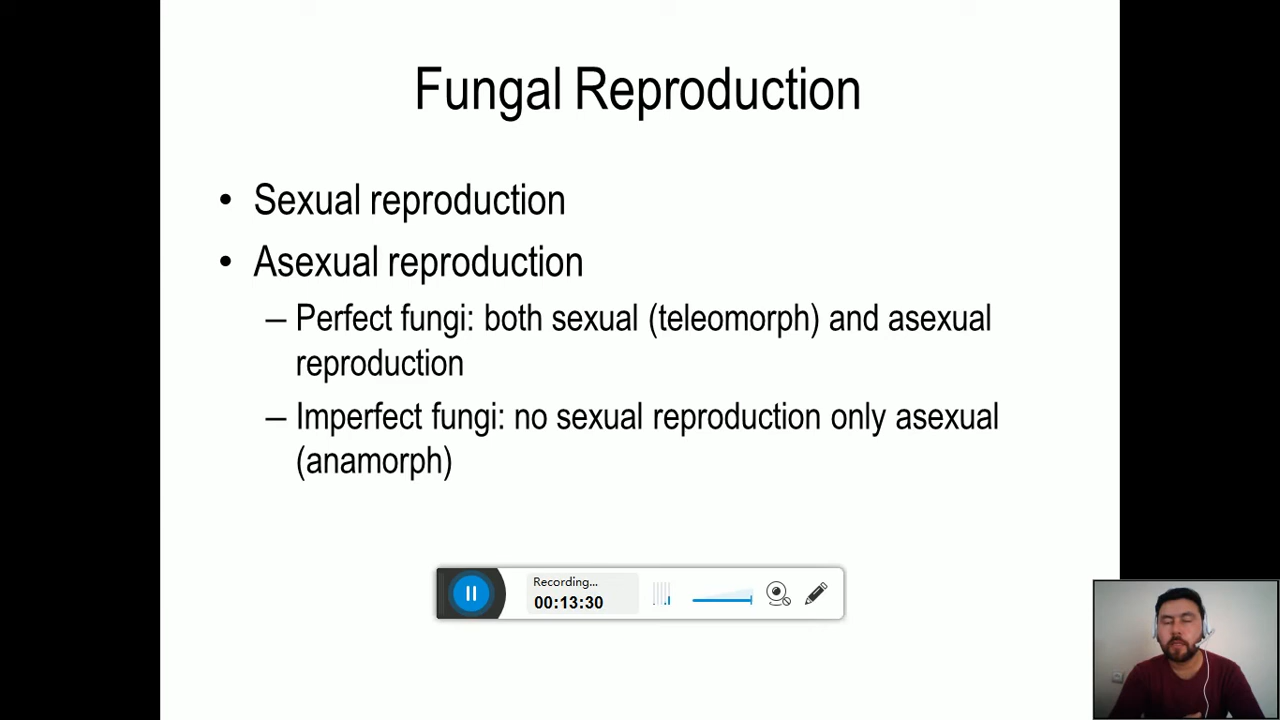 Fungal Reproduction
• Sexual reproduction
• Asexual reproduction
– Perfect fungi: both sexual (teleomorph) and asexual
reproduction
– Imperfect fungi: no sexual reproduction only asexual
(anamorph)
Recording...
00:13:30